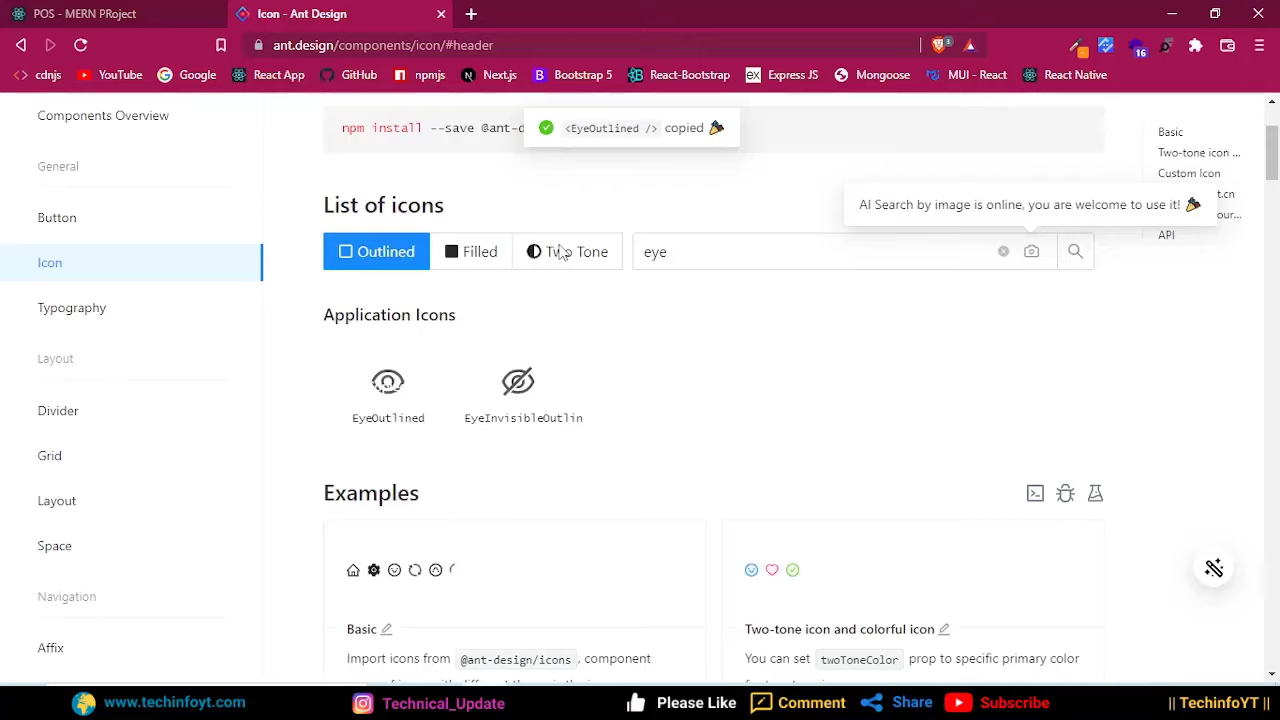 POS - MERN PRoject
Icon - Ant Design
ant.design/components/icon/#header
3
16
cdnjs
YouTube
Google
React App
GitHub
npmjs
Next.js
Bootstrap 5
React-Bootstrap
Express JS
Mongoose
MUI - React
React Native
Components Overview
General
Button
Icon
Typography
Layout
Divider
Grid
Layout
Space
Navigation
Affix
npm install --save @ant-d
<EyeOutlined /> copied
List of icons
AI Search by image is online, you are welcome to use it!
Outlined
Filled
Two Tone
eye
Application Icons
EyeOutlined
EyeInvisibleOutlin
Examples
Basic
Import icons from @ant-design/icons, component
Two-tone icon and colorful icon
You can set twoToneColor prop to specific primary color
Basic
Two-tone icon ...
Custom Icon
t.cn
our...
API
www.techinfoyt.com
Technical_Update
Please Like
Comment
Share
Subscribe
|| TechinfoYT ||